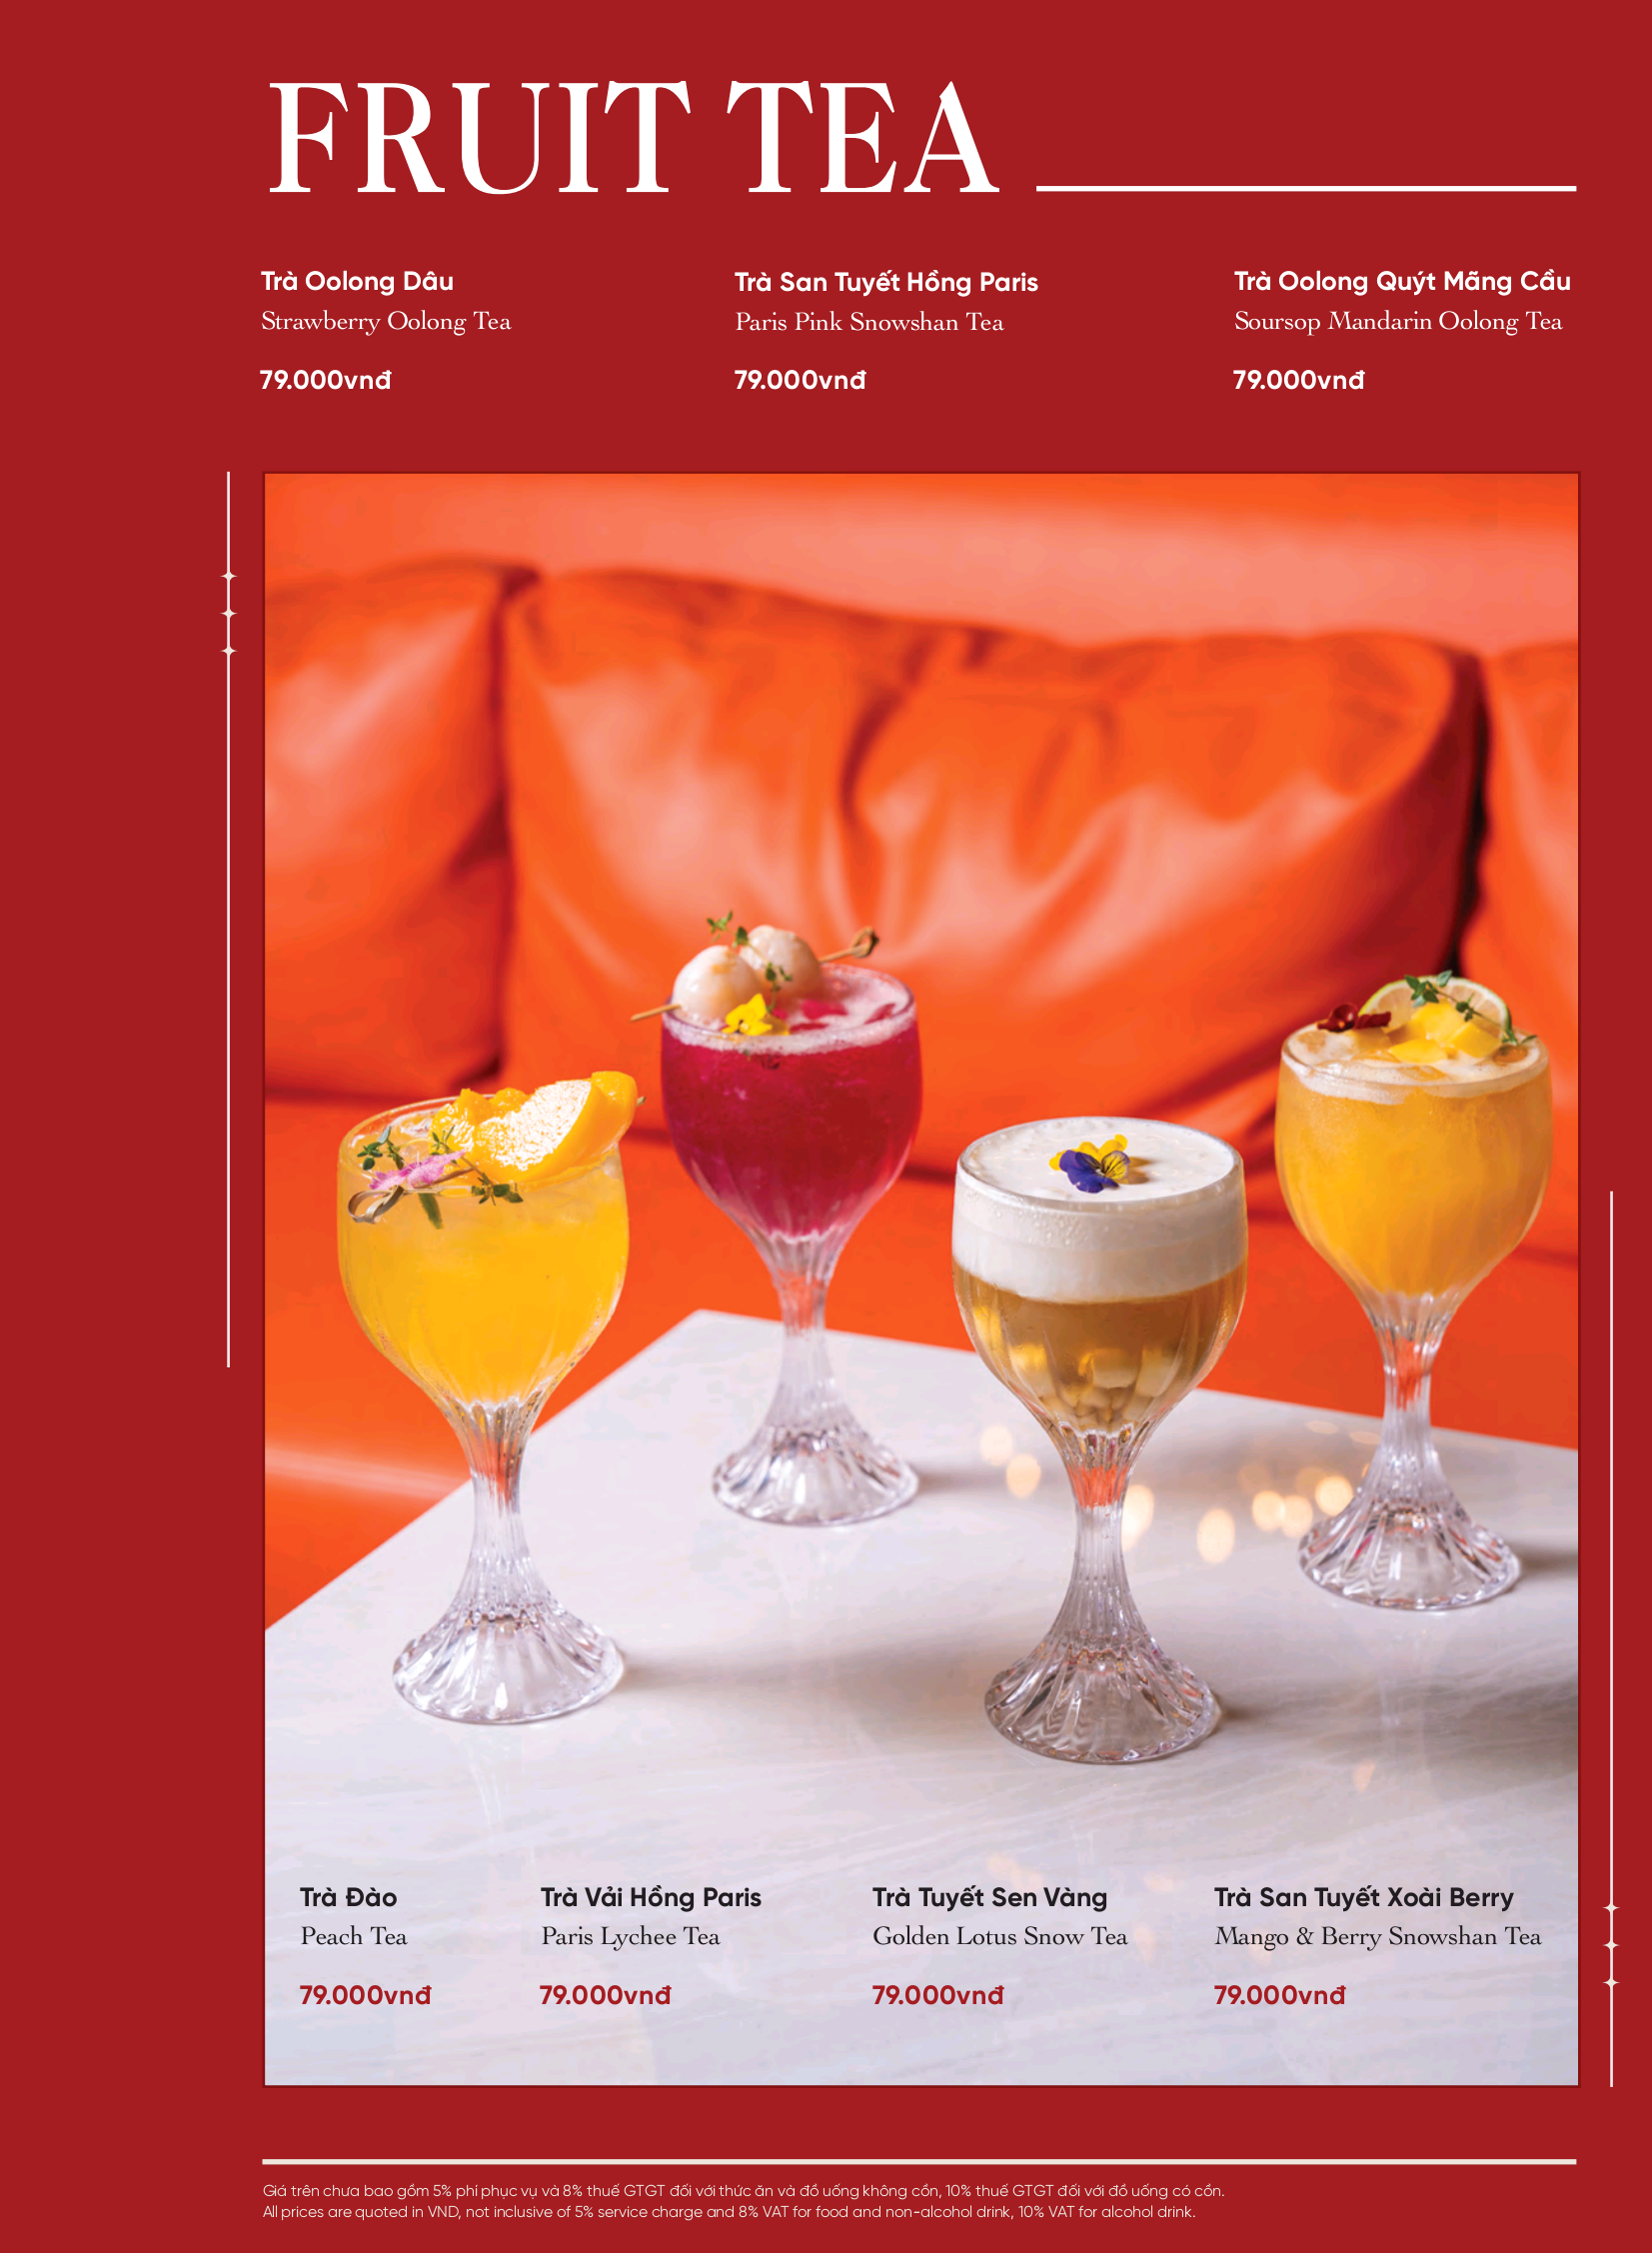 FRUIT TEA
Trà Oolong Dâu
Strawberry Oolong Tea
79.000vnđ
Trà San Tuyết Hồng Paris
Paris Pink Snowshan Tea
79.000vnđ
Trà Oolong Quýt Mãng Cầu
Soursop Mandarin Oolong Tea
79.000vnđ
Trà Đào
Peach Tea
79.000vnđ
Trà Vải Hồng Paris
Paris Lychee Tea
79.000vnđ
Trà Tuyết Sen Vàng
Golden Lotus Snow Tea
79.000vnđ
Trà San Tuyết Xoài Berry
Mango & Berry Snowshan Tea
79.000vnđ
Giá trên chưa bao gồm 5% phí phục vụ và 8% thuế GTGT đối với thức ăn và đồ uống không cồn, 10% thuế GTGT đối với đồ uống có cồn.
All prices are quoted in VND, not inclusive of 5% service charge and 8% VAT for food and non-alcohol drink, 10% VAT for alcohol drink.